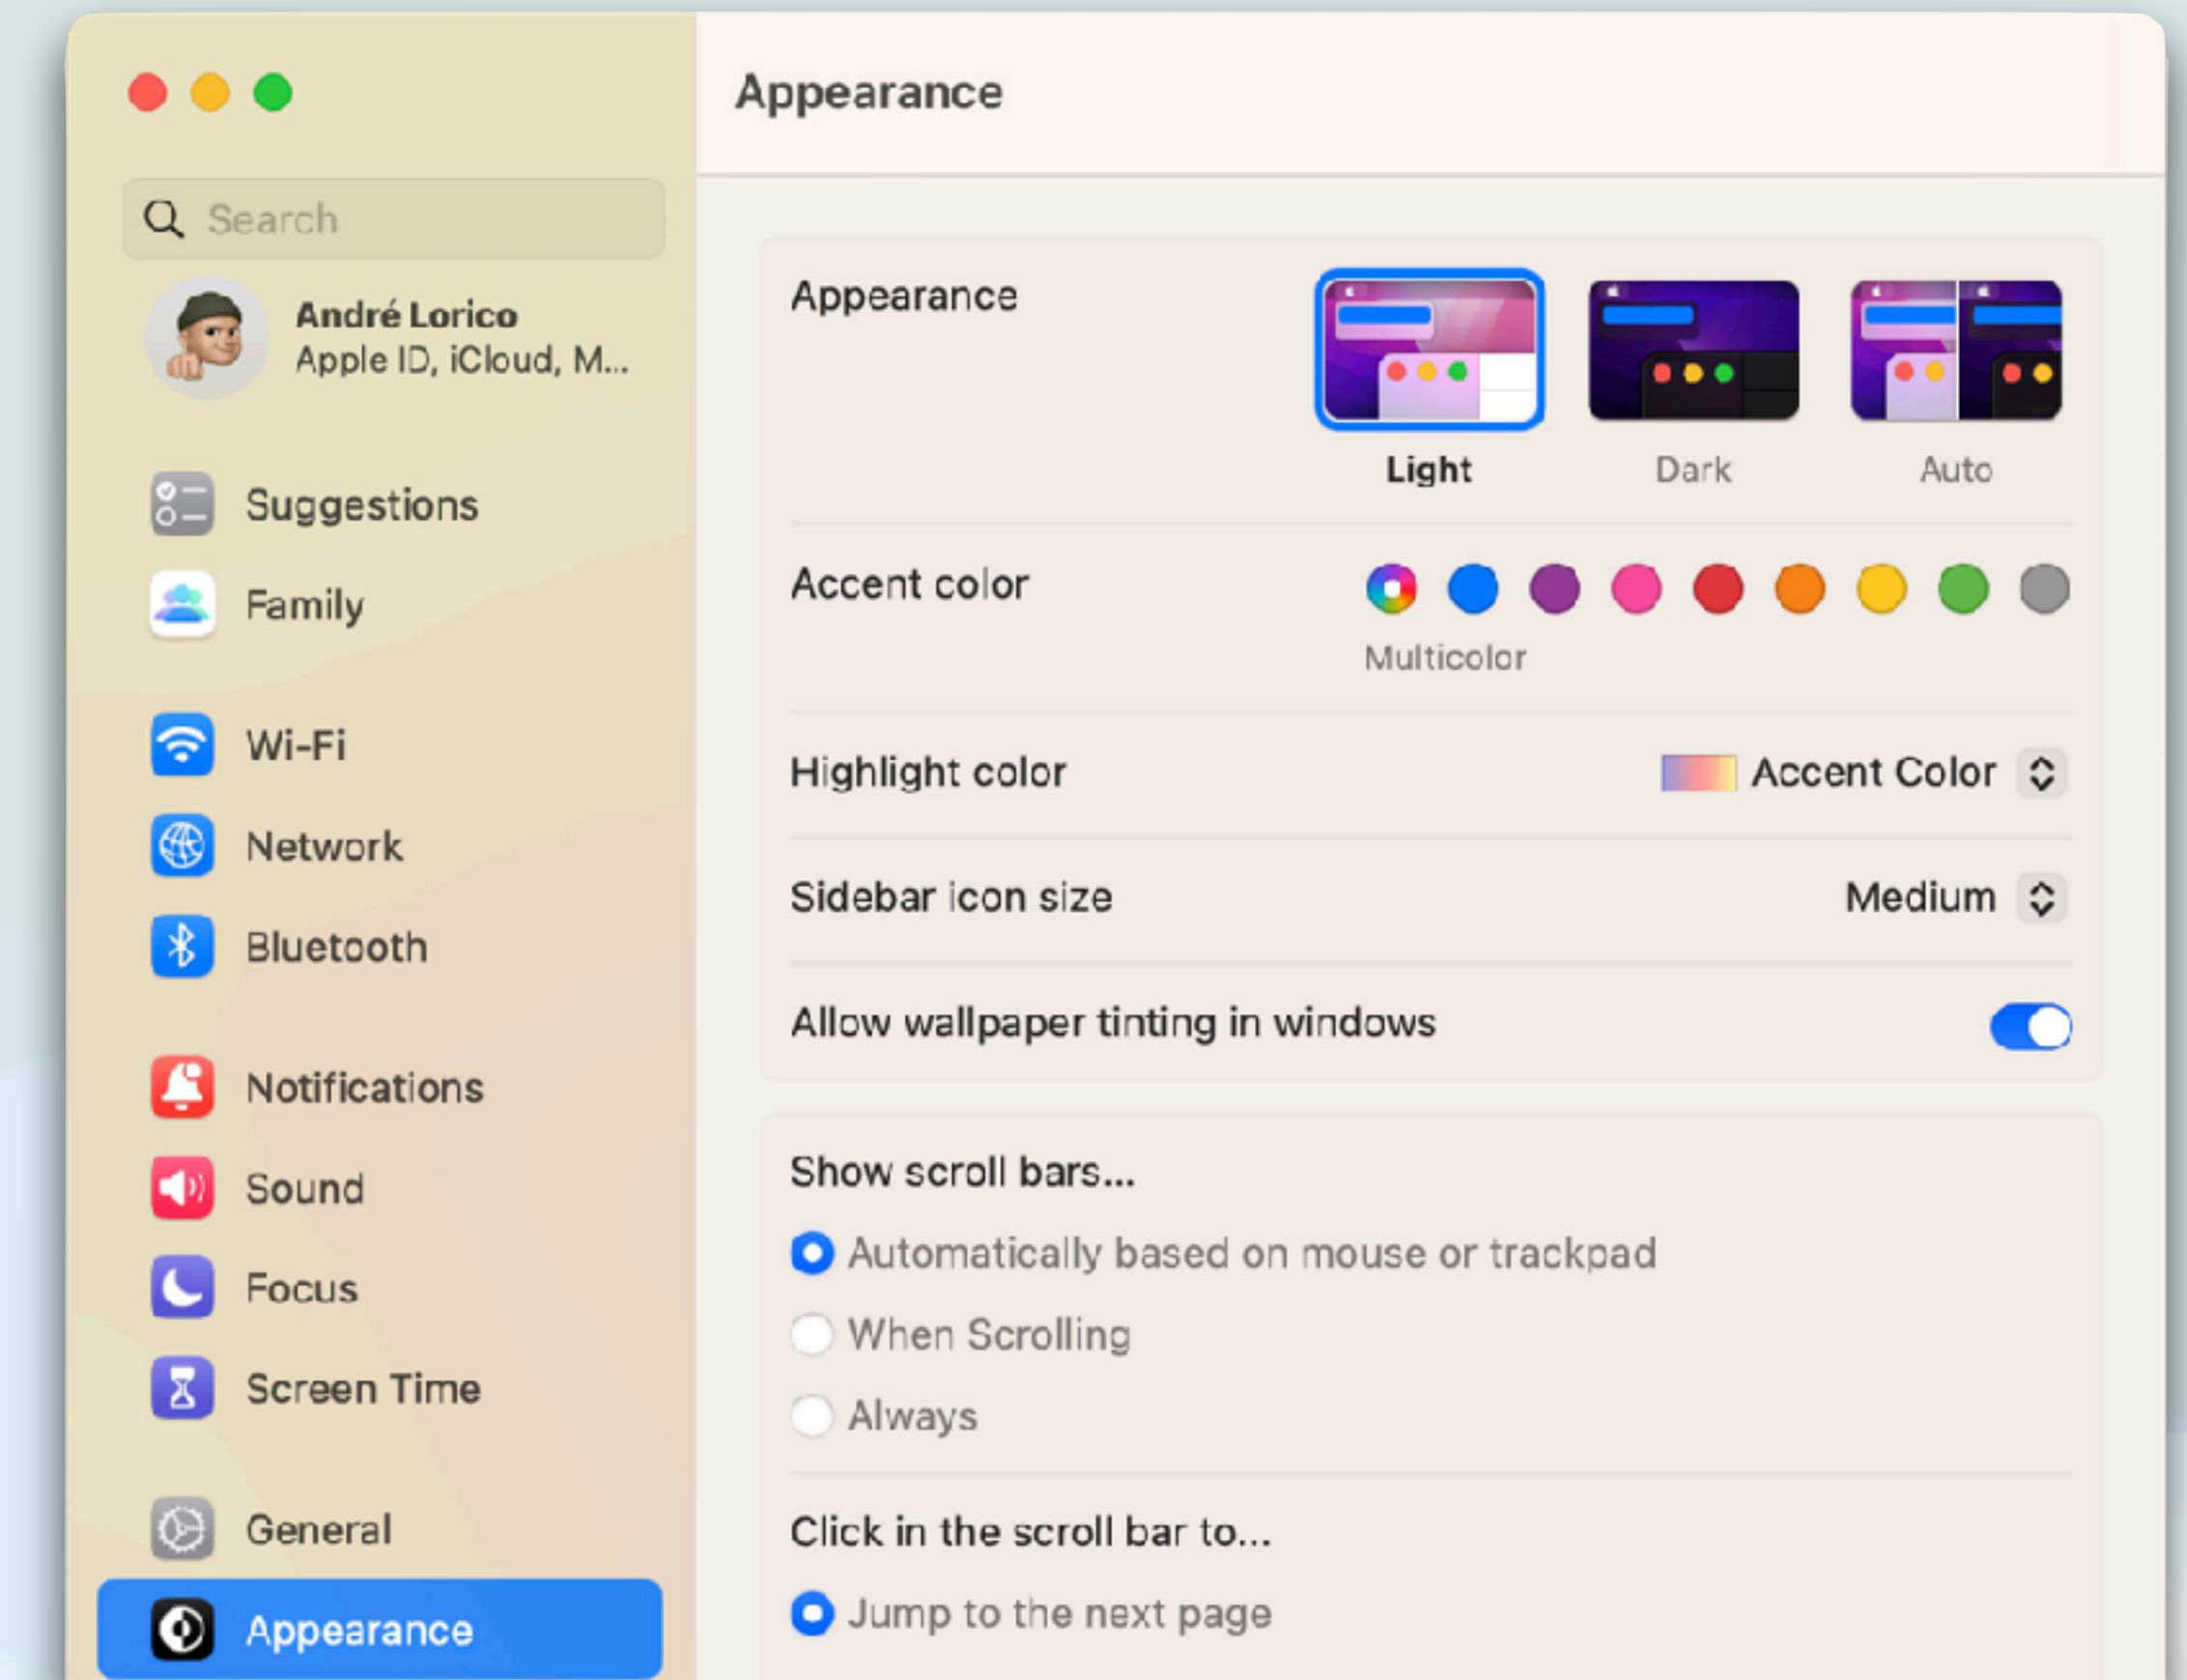 Appearance
Search
André Lorico
Apple ID, iCloud, M...
Suggestions
Family
Wi-Fi
Network
Bluetooth
Notifications
Sound
Focus
Screen Time
General
Appearance
Appearance
Light
Dark
Auto
Accent color
Multicolor
Highlight color
Accent Color
Sidebar icon size
Medium
Allow wallpaper tinting in windows
Show scroll bars...
Automatically based on mouse or trackpad
When Scrolling
Always
Click in the scroll bar to...
Jump to the next page